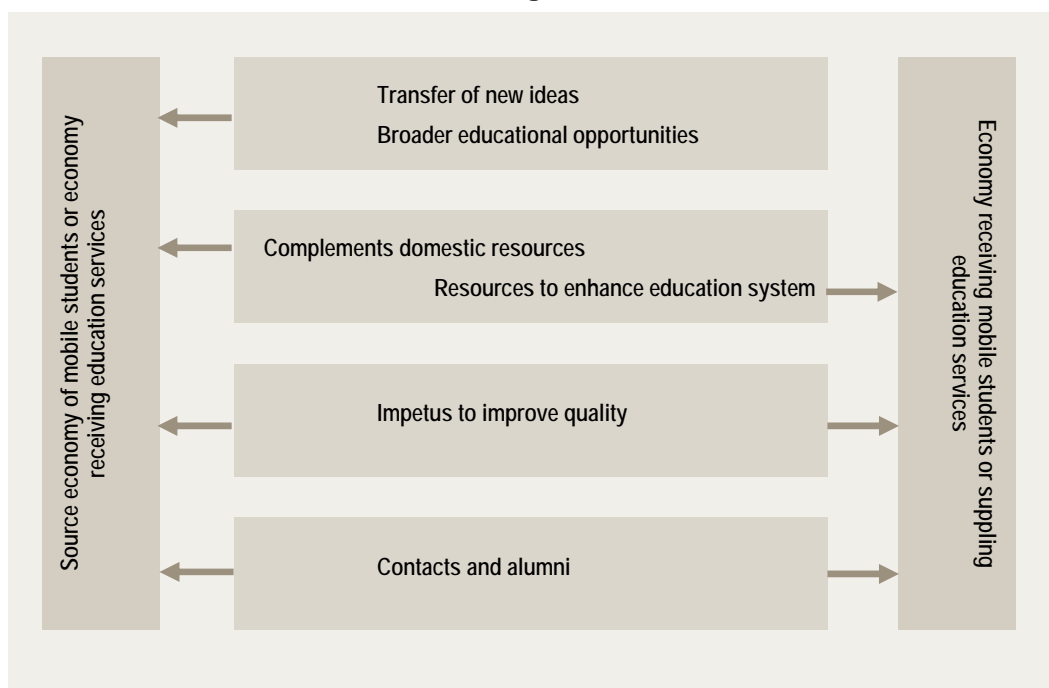 Source economy of mobile students or economy
receiving education services
Transfer of new ideas
Broader educational opportunities
Complements domestic resources
Resources to enhance education system
Impetus to improve quality
Contacts and alumni
Economy receiving mobile students or suppling
education services